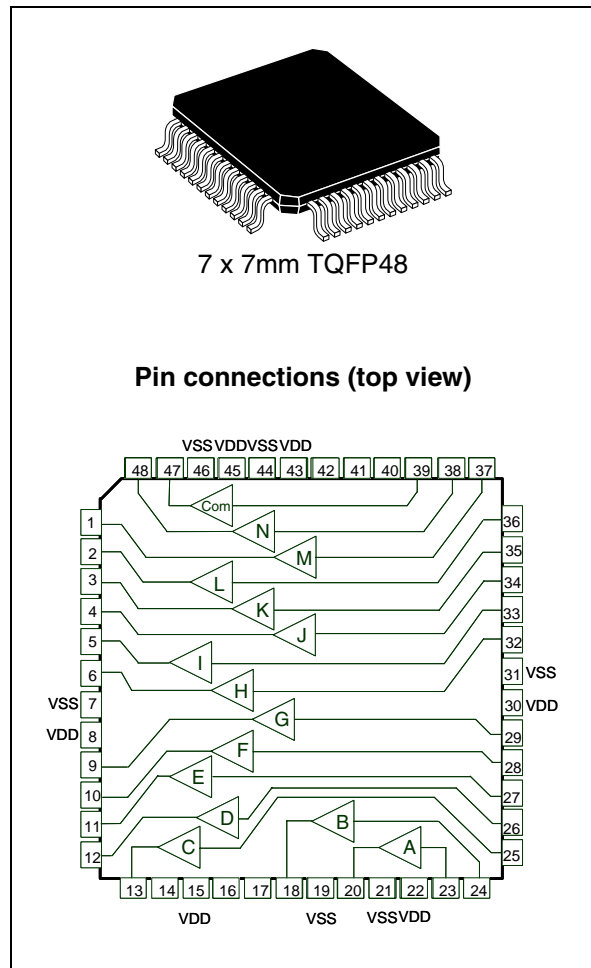 7 x 7mm TQFP48
Pin connections (top view)
VSS VDD VSS VDD
48 47 46 45 44 43 42 41 40 39 38 37
Com
N
M
L
K
J
I
H
G
F
E
D
C
B
A
1
2
3
4
5
6
VSS 7
VDD 8
9
10
11
12
36
35
34
33
32
31 VSS
30 VDD
29
28
27
26
25
13 14 15 16 17 18 19 20 21 22 23 24
VDD VSS VSS VDD